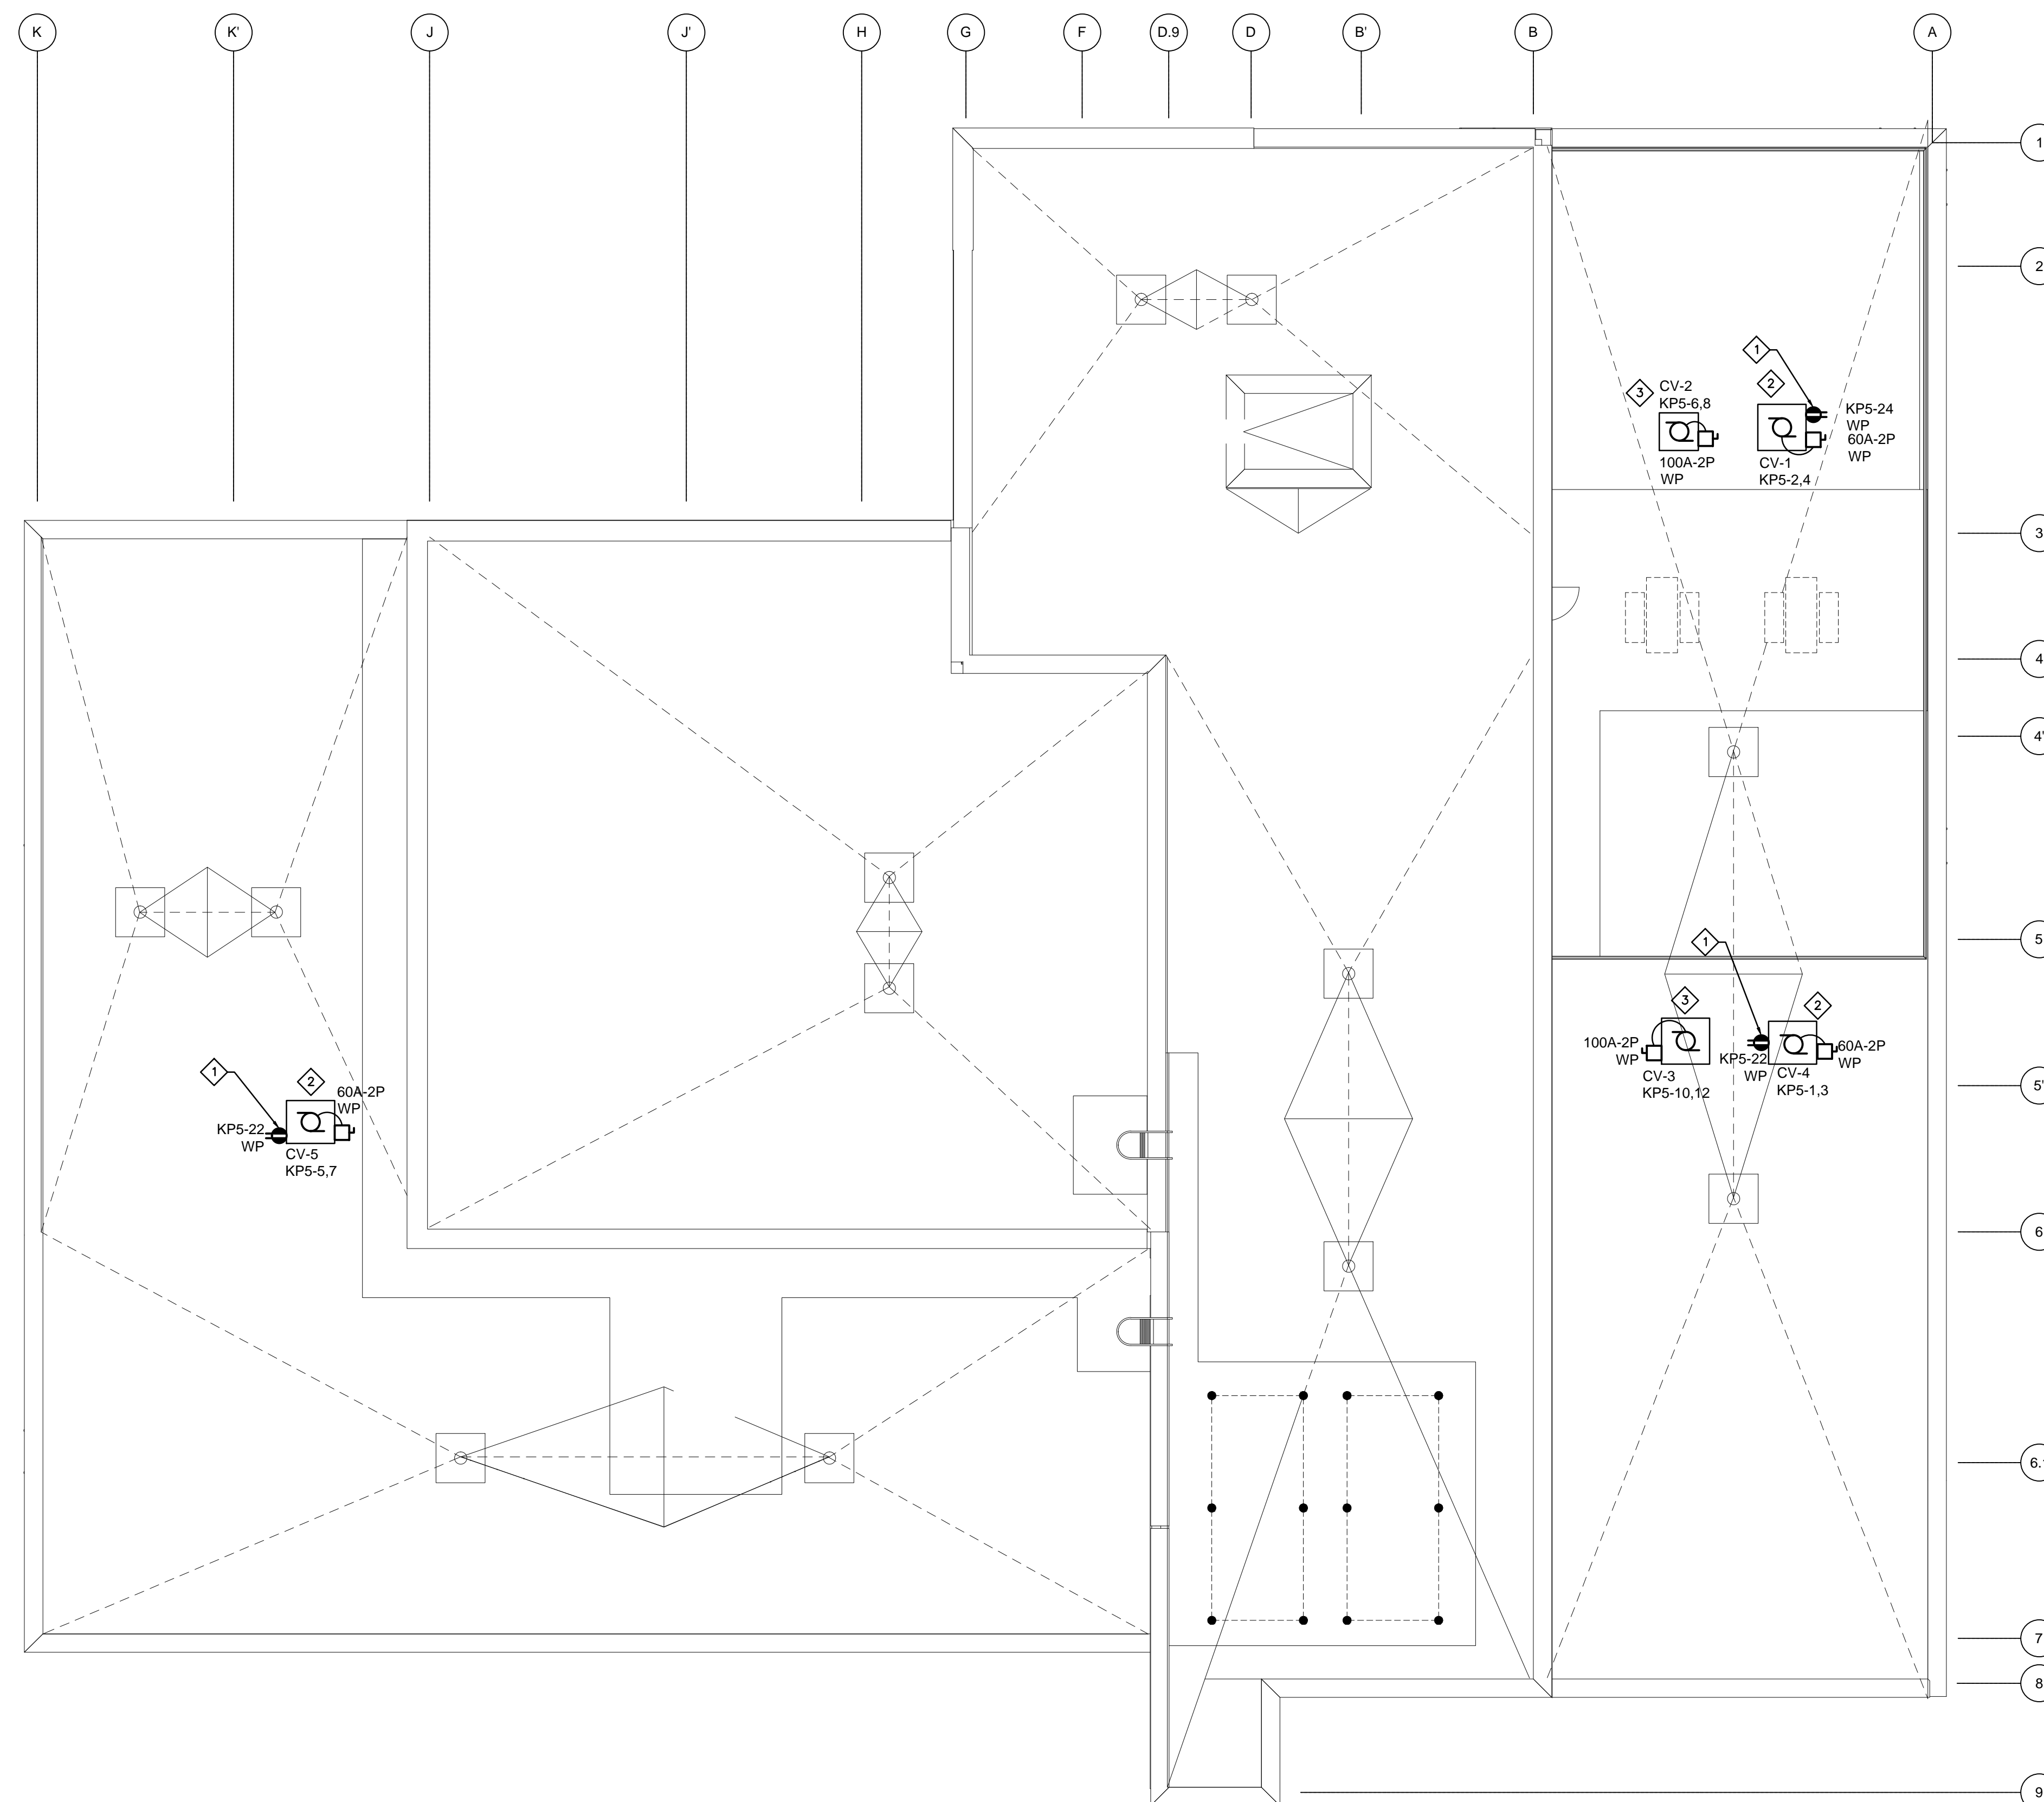 K
K'
J
J'
H
G
F
D.9
D
B'
B
A
1
2
3
4
4'
5
5'
6
7
8
9
3
CV-2
KP5-6,8
100A-2P
WP
1
2
KP5-24
WP
60A-2P
WP
CV-1
KP5-2,4
1
3
100A-2P
WP
CV-3
KP5-10,12
2
KP5-22
WP
60A-2P
WP
CV-4
KP5-1,3
1
2
60A-2P
WP
KP5-22
WP
CV-5
KP5-5,7